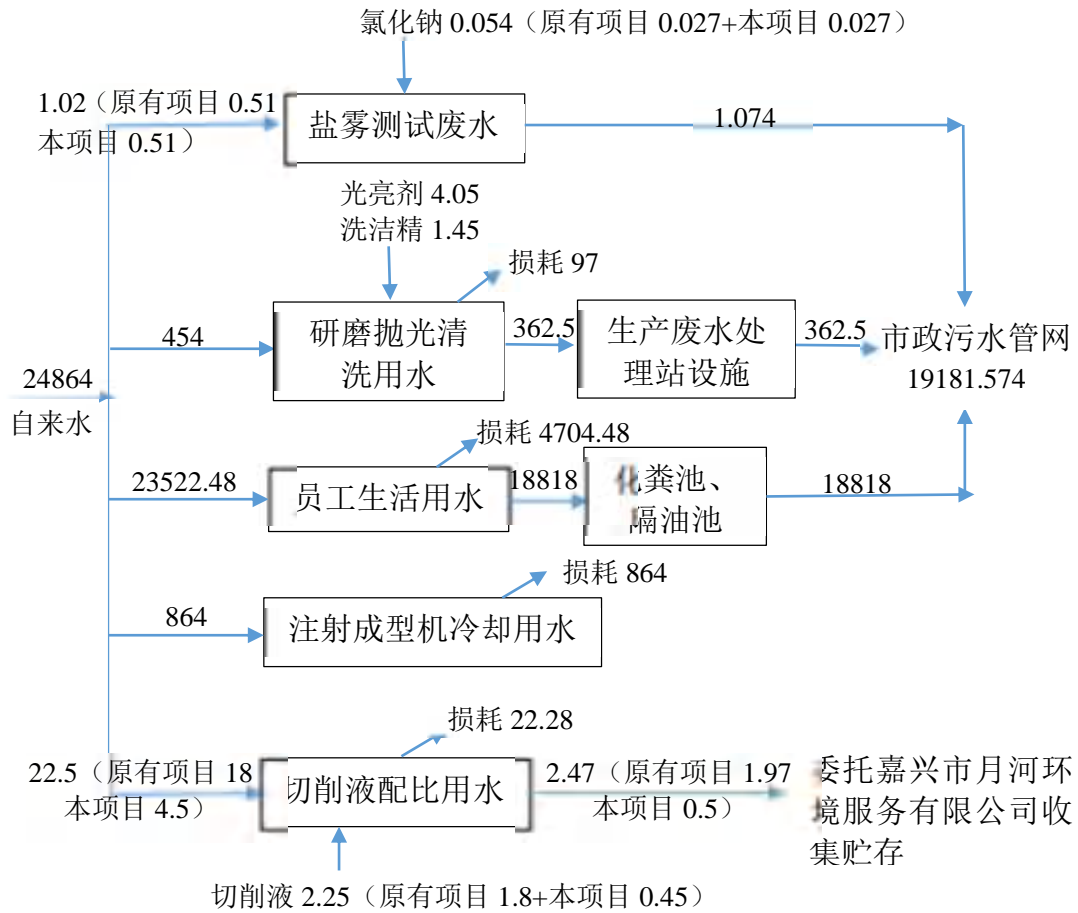 氯化钠 0.054（原有项目 0.027+本项目 0.027）
1.02（原有项目 0.51
本项目 0.51）
盐雾测试废水
1.074
光亮剂 4.05
洗洁精 1.45
损耗 97
454
研磨抛光清
洗用水
362.5
生产废水处
理站设施
362.5
市政污水管网
19181.574
24864
自来水
损耗 4704.48
23522.48
员工生活用水
18818
化粪池、
隔油池
18818
损耗 864
864
注射成型机冷却用水
损耗 22.28
22.5（原有项目 18
本项目 4.5）
切削液配比用水
2.47（原有项目 1.97
本项目 0.5）
委托嘉兴市月河环
境服务有限公司收
集贮存
切削液 2.25（原有项目 1.8+本项目 0.45）